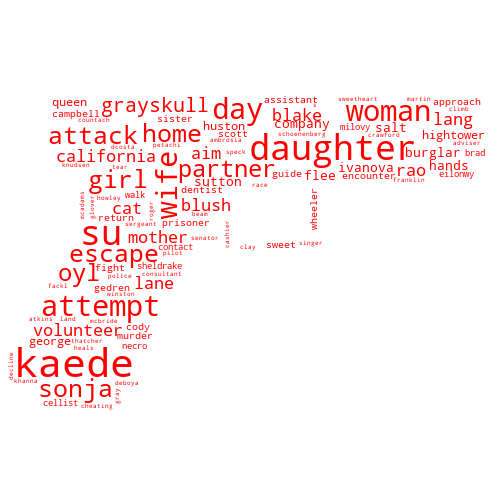 sweetheart martin
queen grayskull day assistant woman approach
countach s schoenenberg climb
campbell sister blake company milovy salt lang
attack home huston scott crawford hightower adviser
dcosta petachi ambrosia daughter
california aim speck burglar brad
knudsen tear wife partner ivanova rao hands
girl howley walk sutton guide race flee encounter franklin eilonwy
dentist
mcadams glover cat roger blush
return beam wheeler
su sergeant prisoner cashier
mother senator clay sweet singer
escape contact pilot
oyl fight sheldrake
police consultant
fackl gedren lane
winston
attempt
atkins land mcbride
volunteer cody
george thatcher murder
heals necro
decline kaede
khanna deboya
sonja gray
cellist cheating